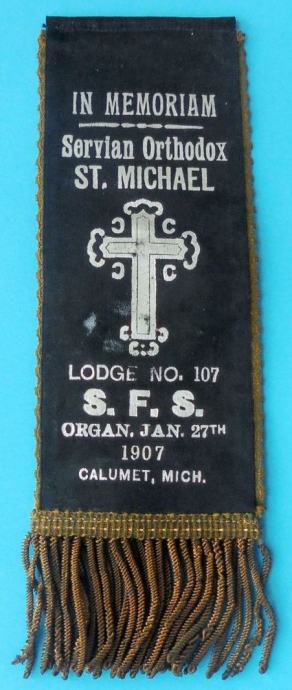 IN MEMORIAM
Servian Orthodox
ST. MICHAEL
C C
C C
LODGE NO. 107
S. F. S.
ORGAN. JAN. 27TH
1907
CALUMET, MICH.